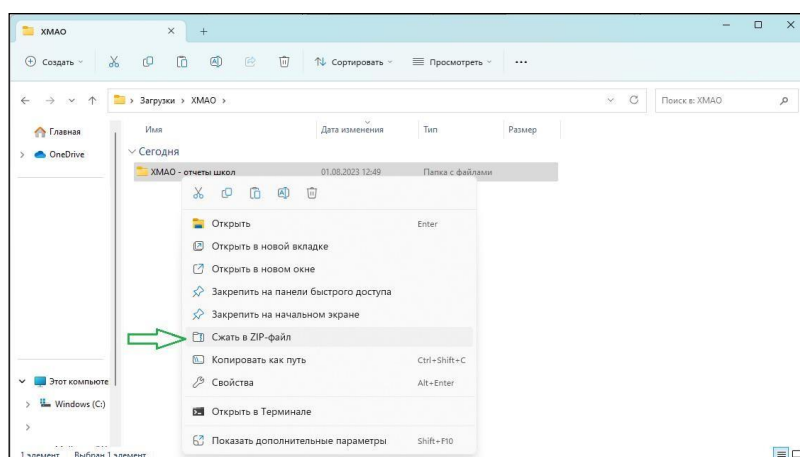 ХМАО
Создать
Сортировать
Просмотреть
Загрузки > ХМАО >
Поиск в: ХМАО
Главная
OneDrive
Имя
Дата изменения
Тип
Размер
Сегодня
ХМАО - отчеты школ
01.08.2023 12:49
Папка с файлами
Открыть Enter
Открыть в новой вкладке
Открыть в новом окне
Закрепить на панели быстрого доступа
Закрепить на начальном экране
Сжать в ZIP-файл
Копировать как путь Ctrl+Shift+C
Свойства Alt+Enter
Открыть в Терминале
Показать дополнительные параметры Shift+F10
Этот компьюте
Windows (C:)
1 элемент Выбран 1 элемент